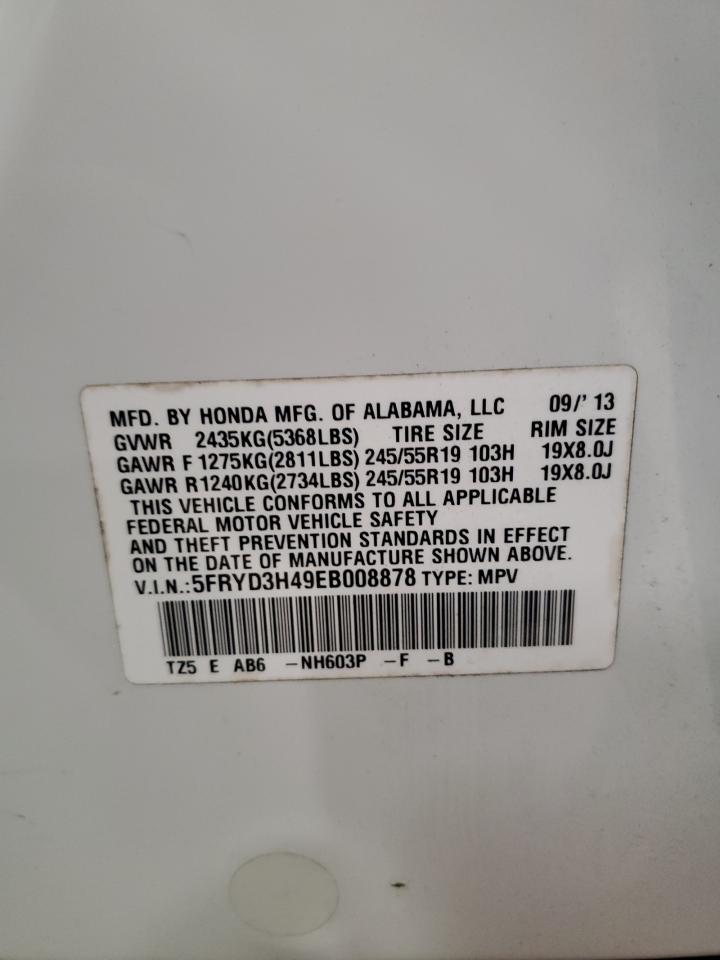 MFD. BY HONDA MFG. OF ALABAMA, LLC 09/'13
GVWR 2435KG(5368LBS) TIRE SIZE RIM SIZE
GAWR F 1275KG(2811LBS) 245/55R19 103H 19X8.0J
GAWR R 1240KG(2734LBS) 245/55R19 103H 19X8.0J
THIS VEHICLE CONFORMS TO ALL APPLICABLE
FEDERAL MOTOR VEHICLE SAFETY
AND THEFT PREVENTION STANDARDS IN EFFECT
ON THE DATE OF MANUFACTURE SHOWN ABOVE.
V.I.N.:5FRYD3H49EB008878 TYPE: MPV
TZ5 E AB6 -NH603P -F -B